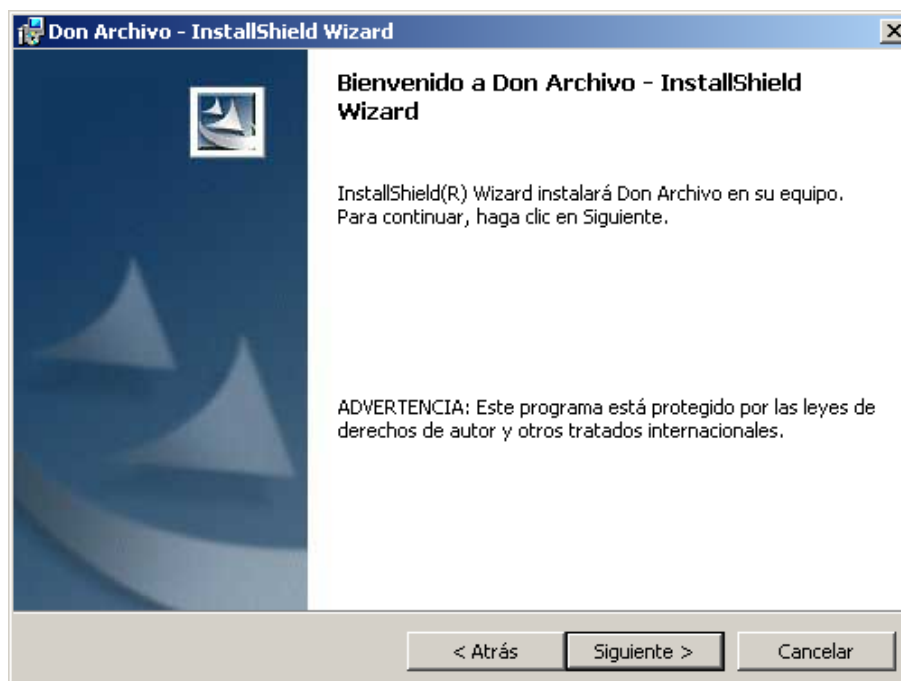 Don Archivo - InstallShield Wizard
Bienvenido a Don Archivo - InstallShield
Wizard
InstallShield(R) Wizard instalará Don Archivo en su equipo.
Para continuar, haga clic en Siguiente.
ADVERTENCIA: Este programa está protegido por las leyes de
derechos de autor y otros tratados internacionales.
< Atrás Siguiente > Cancelar